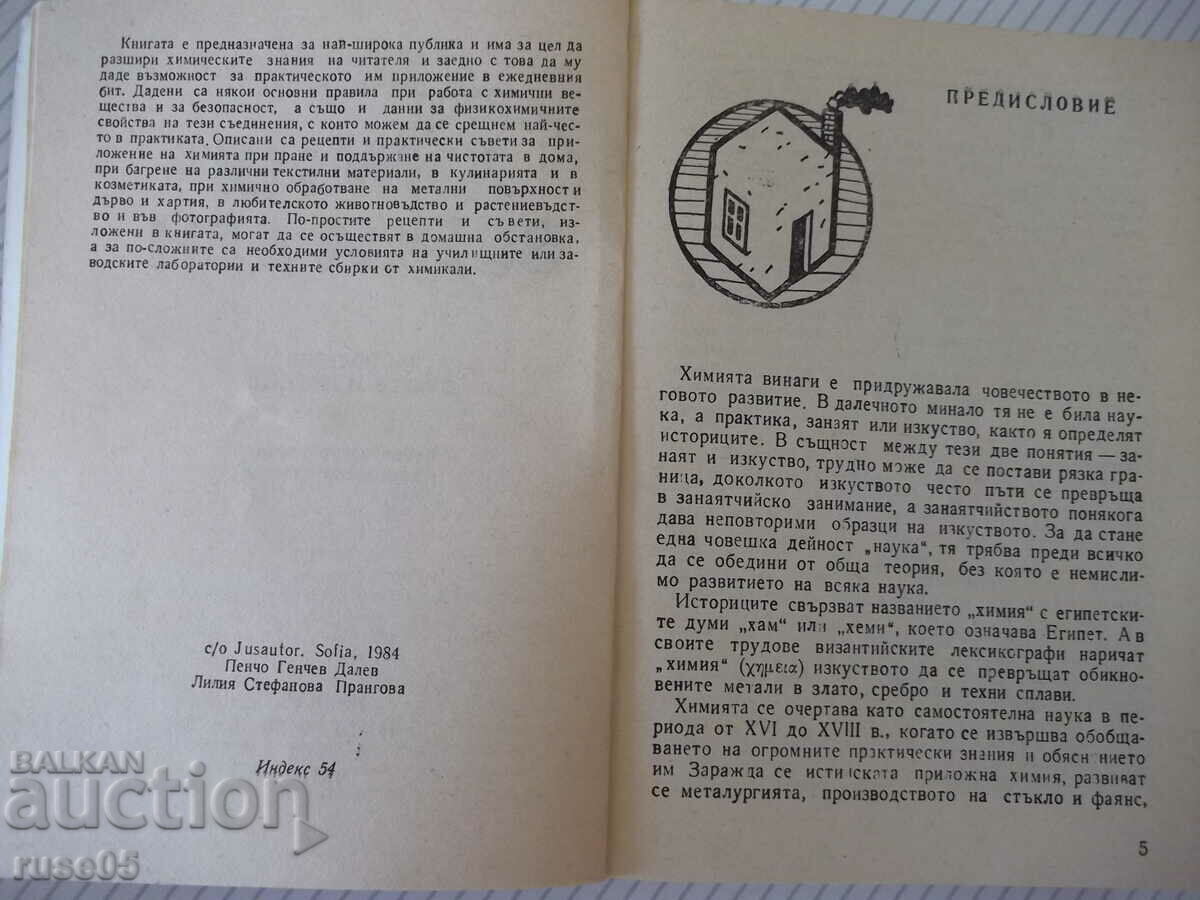 Книгата е предназначена за най-широка публика и има за цел да
разшири химическите знания на читателя и заедно с това да му
даде възможност за практическото им приложение в ежедневния
бит. Дадени са някои основни правила при работа с химични ве-
щества и за безопасност, а също и данни за физикохимичните
свойства на тези съединения, с които можем да се срещнем най-чес-
то в практиката. Описани са рецепти и практически съвети за при-
ложение на химията при пране и поддържане на чистотата в дома,
при багрене на различни текстилни материали, в кулинарията и в
козметиката, при химично обработване на метални повърхности
дърво и хартия, в любителското животновъдство и растениевъдст-
во и във фотографията. По-простите рецепти и съвети, из-
ложени в книгата, могат да се осъществят в домашна обстановка,
а за по-сложните са необходими условията на училищните или за-
водските лаборатории и техните сбирки от химикали.
c/o Jusautor. Sofia, 1984
Пенчо Генчев Далев
Лилия Стефанова Прангова
Индекс 54
BALKAN
auction
ruse05
ПРЕДИСЛОВИЕ
Химията винаги е придружавала човечеството в не-
говото развитие. В далечното минало тя не е била нау-
ка, а практика, занаят или изкуство, както я определят
историците. В същност между тези две понятия — за-
наят и изкуство, трудно може да се постави рязка гра-
ница, доколкото изкуството често пъти се превръща
в занаятчийско занимание, а занаятчийството понякога
дава неповторими образци на изкуството. За да стане
една човешка дейност „наука“, тя трябва преди всичко
да се обедини от обща теория, без която е немисли-
мо развитието на всяка наука.
Историците свързват названието „химия“ с египетски-
те думи „хам“ или „хеми“, което означава Египет. А в
своите трудове византийските лексикографи наричат
„химия“ (χημεια) изкуството да се превръщат обикно-
вените метали в злато, сребро и техни сплави.
Химията се очертава като самостоятелна наука в пе-
риода от XVI до XVIII в., когато се извършва обобща-
ването на огромните практически знания и обяснението
им Заражда се истинската приложна химия, развиват
се металургията, производството на стъкло и фаянс,
5